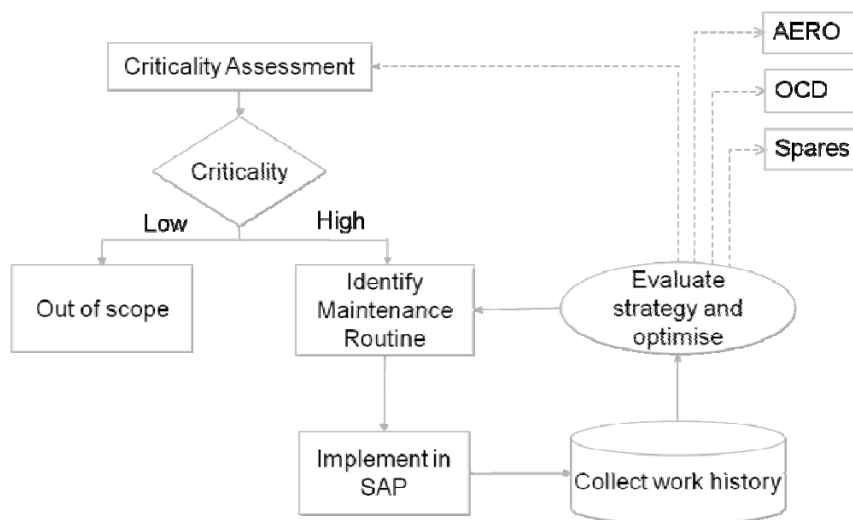 AERO
Criticality Assessment
OCD
Spares
Criticality
Low
High
Out of scope
Identify
Maintenance
Routine
Evaluate
strategy and
optimise
Implement in
SAP
Collect work history